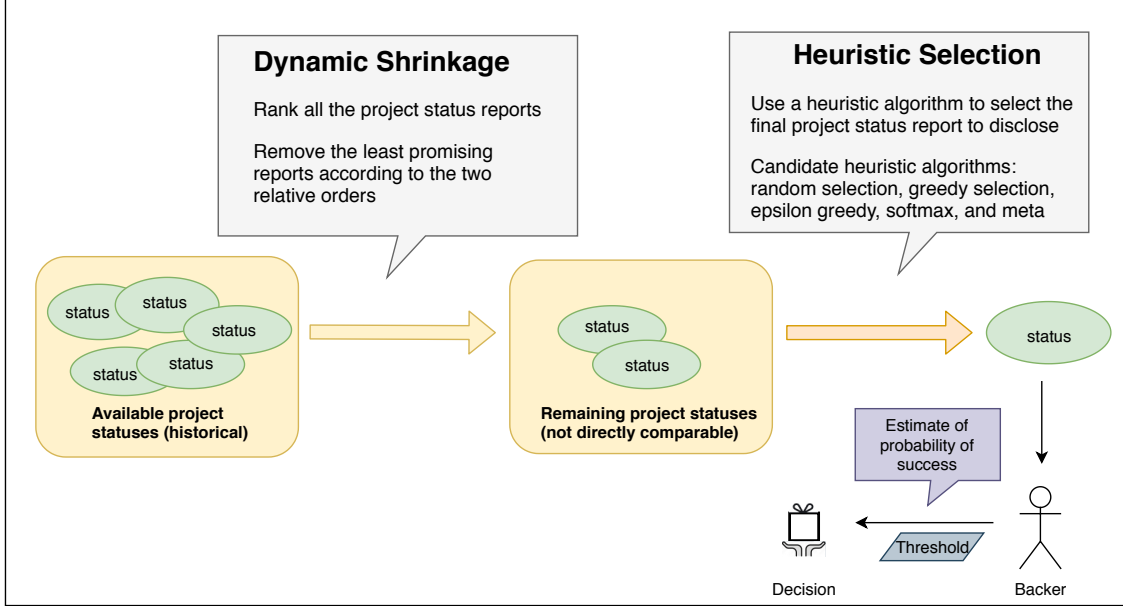 Dynamic Shrinkage
Rank all the project status reports
Remove the least promising
reports according to the two
relative orders
Heuristic Selection
Use a heuristic algorithm to select the
final project status report to disclose
Candidate heuristic algorithms:
random selection, greedy selection,
epsilon greedy, softmax, and meta
status
status
status
status
status
Available project
statuses (historical)
status
status
Remaining project statuses
(not directly comparable)
status
Estimate of
probability of
success
Threshold
Decision
Backer